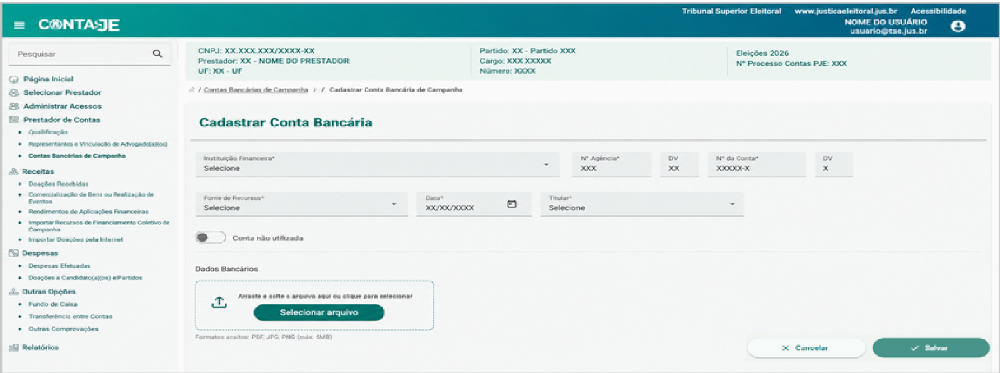 Tribunal Superior Eleitoral www.justicaeleitoral.jus.br Acessibilidade
CONTASJE
NOME DO USUÁRIO
usuario@tse.jus.br
Pesquisar
Página Inicial
Selecionar Prestador
Administrar Acessos
Prestador de Contas
Qualificação
Representantes e Vinculação de Advogado(a)(os)
Contas Bancárias de Campanha
Receitas
Doações Recebidas
Comercialização de Bens ou Realização de
Eventos
Rendimentos de Aplicações Financeiras
Importar Recursos de Financiamento Coletivo de
Campanha
Importar Doações pela Internet
Despesas
Despesas Efetuadas
Doações a Candidato(a)(os) e Partidos
Outras Opções
Fundo de Caixa
Transferência entre Contas
Outras Comprovações
Relatórios
CNPJ: XX.XXX.XXX/XXXX-XX
Prestador: XX - NOME DO PRESTADOR
UF: XX - UF
Partido: XX - Partido XXX
Cargo: XXX XXXXX
Número: XXXX
Eleições 2026
Nº Processo Contas PJE: XXX
/ Contas Bancárias de Campanha > / Cadastrar Conta Bancária de Campanha
Cadastrar Conta Bancária
Instituição Financeira*
Selecione
Nº Agência*
XXX
DV
XX
Nº da Conta*
XXXXX-X
DV
X
Fonte de Recursos*
Selecione
Data*
XX/XX/XXXX
Titular*
Selecione
Conta não utilizada
Dados Bancários
Arraste e solte o arquivo aqui ou clique para selecionar
Selecionar arquivo
Formatos aceitos: PDF, JPG, PNG (máx. 5MB)
Cancelar
Salvar